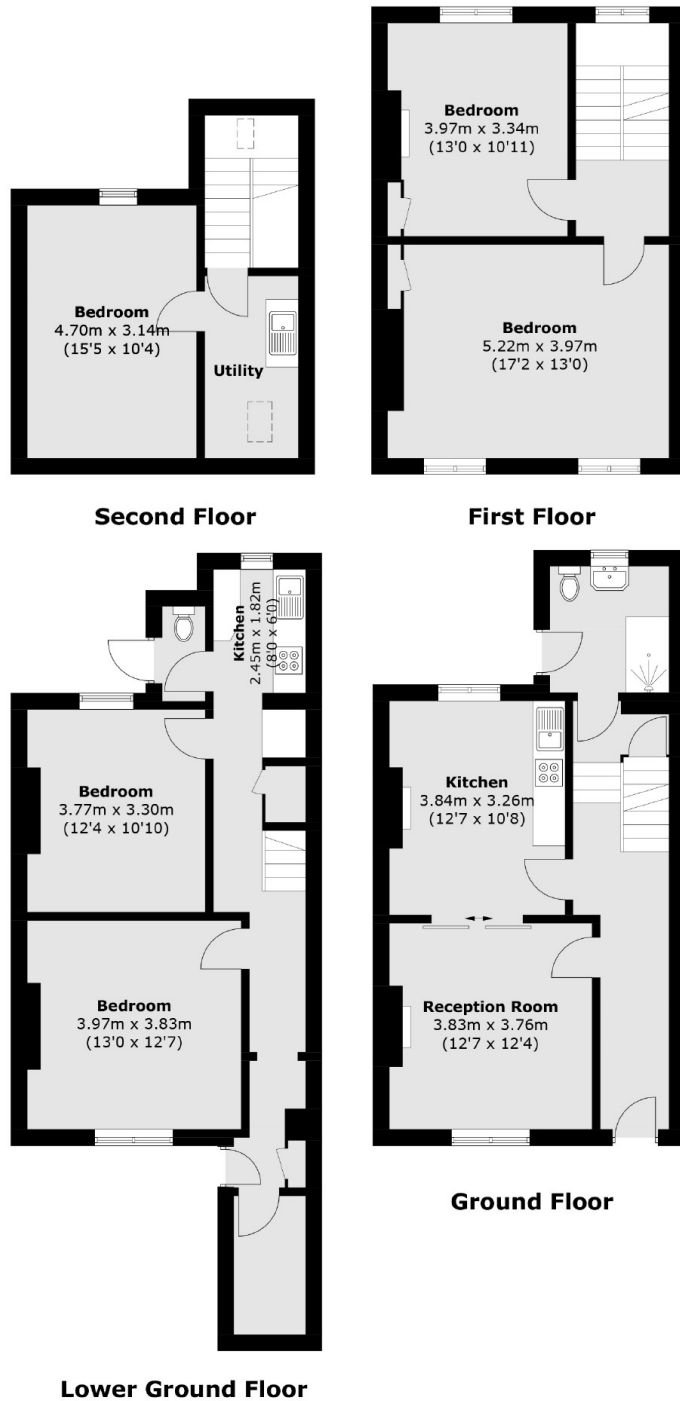 Bedroom
4.70m x 3.14m
(15'5 x 10'4)
Utility
Second Floor
Bedroom
3.97m x 3.34m
(13'0 x 10'11)
Bedroom
5.22m x 3.97m
(17'2 x 13'0)
First Floor
Kitchen
2.45m x 1.82m
(8'0 x 6'0)
Bedroom
3.77m x 3.30m
(12'4 x 10'10)
Bedroom
3.97m x 3.83m
(13'0 x 12'7)
Lower Ground Floor
Kitchen
3.84m x 3.26m
(12'7 x 10'8)
Reception Room
3.83m x 3.76m
(12'7 x 12'4)
Ground Floor